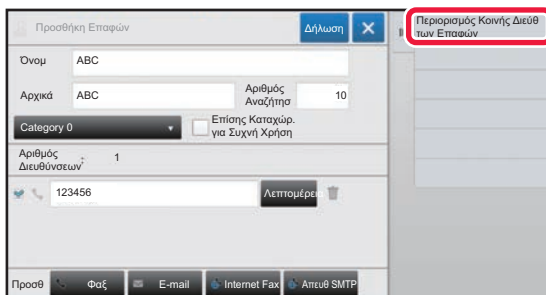 Προσθήκη Επαφών
Δήλωση
Περιορισμός Κοινής Διεύθ
των Επαφών
Όνομ
ABC
Αρχικά
ABC
Αριθμός
Αναζήτησ
10
Category 0
Επίσης Καταχώρ.
για Συχνή Χρήση
Αριθμός
Διευθύνσεων:
1
123456
Λεπτομέρει
Προσθ
Φαξ
E-mail
Internet Fax
Απευθ SMTP